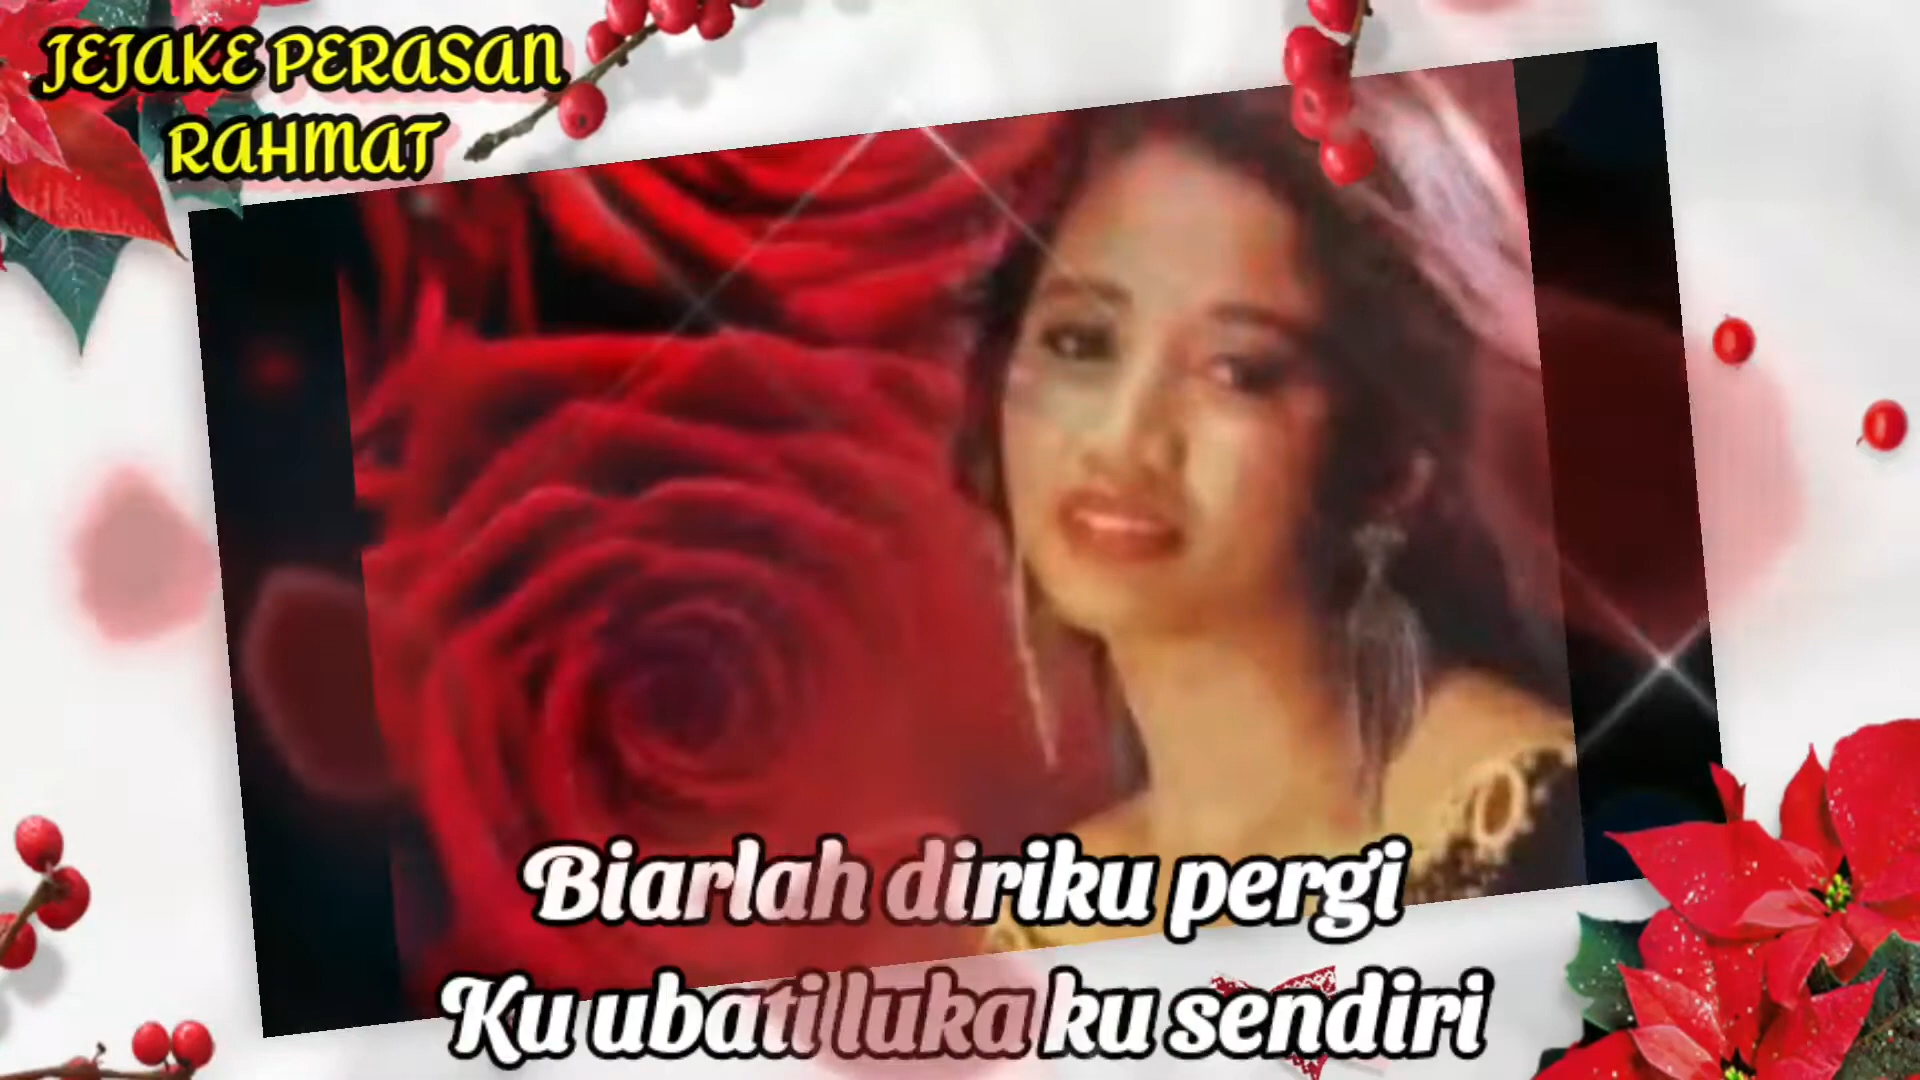 JEJAKE PERASAN
RAHMAT
Biarlah diriku pergi
Ku ubati luka ku sendiri